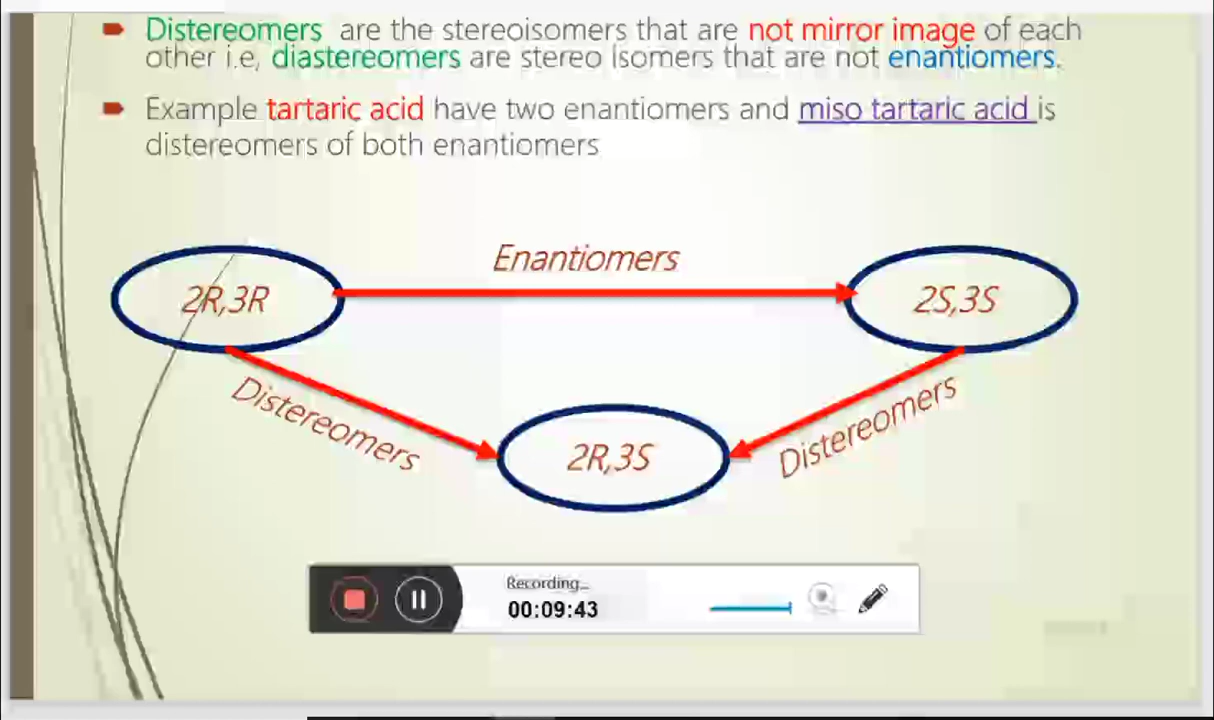 Distereomers are the stereoisomers that are not mirror image of each
other i.e, diastereomers are stereo Isomers that are not enantiomers.
Example tartaric acid have two enantiomers and miso tartaric acid is
distereomers of both enantiomers
Enantiomers
2R,3R
2S,3S
Distereomers
Distereomers
2R,3S
Recording...
00:09:43